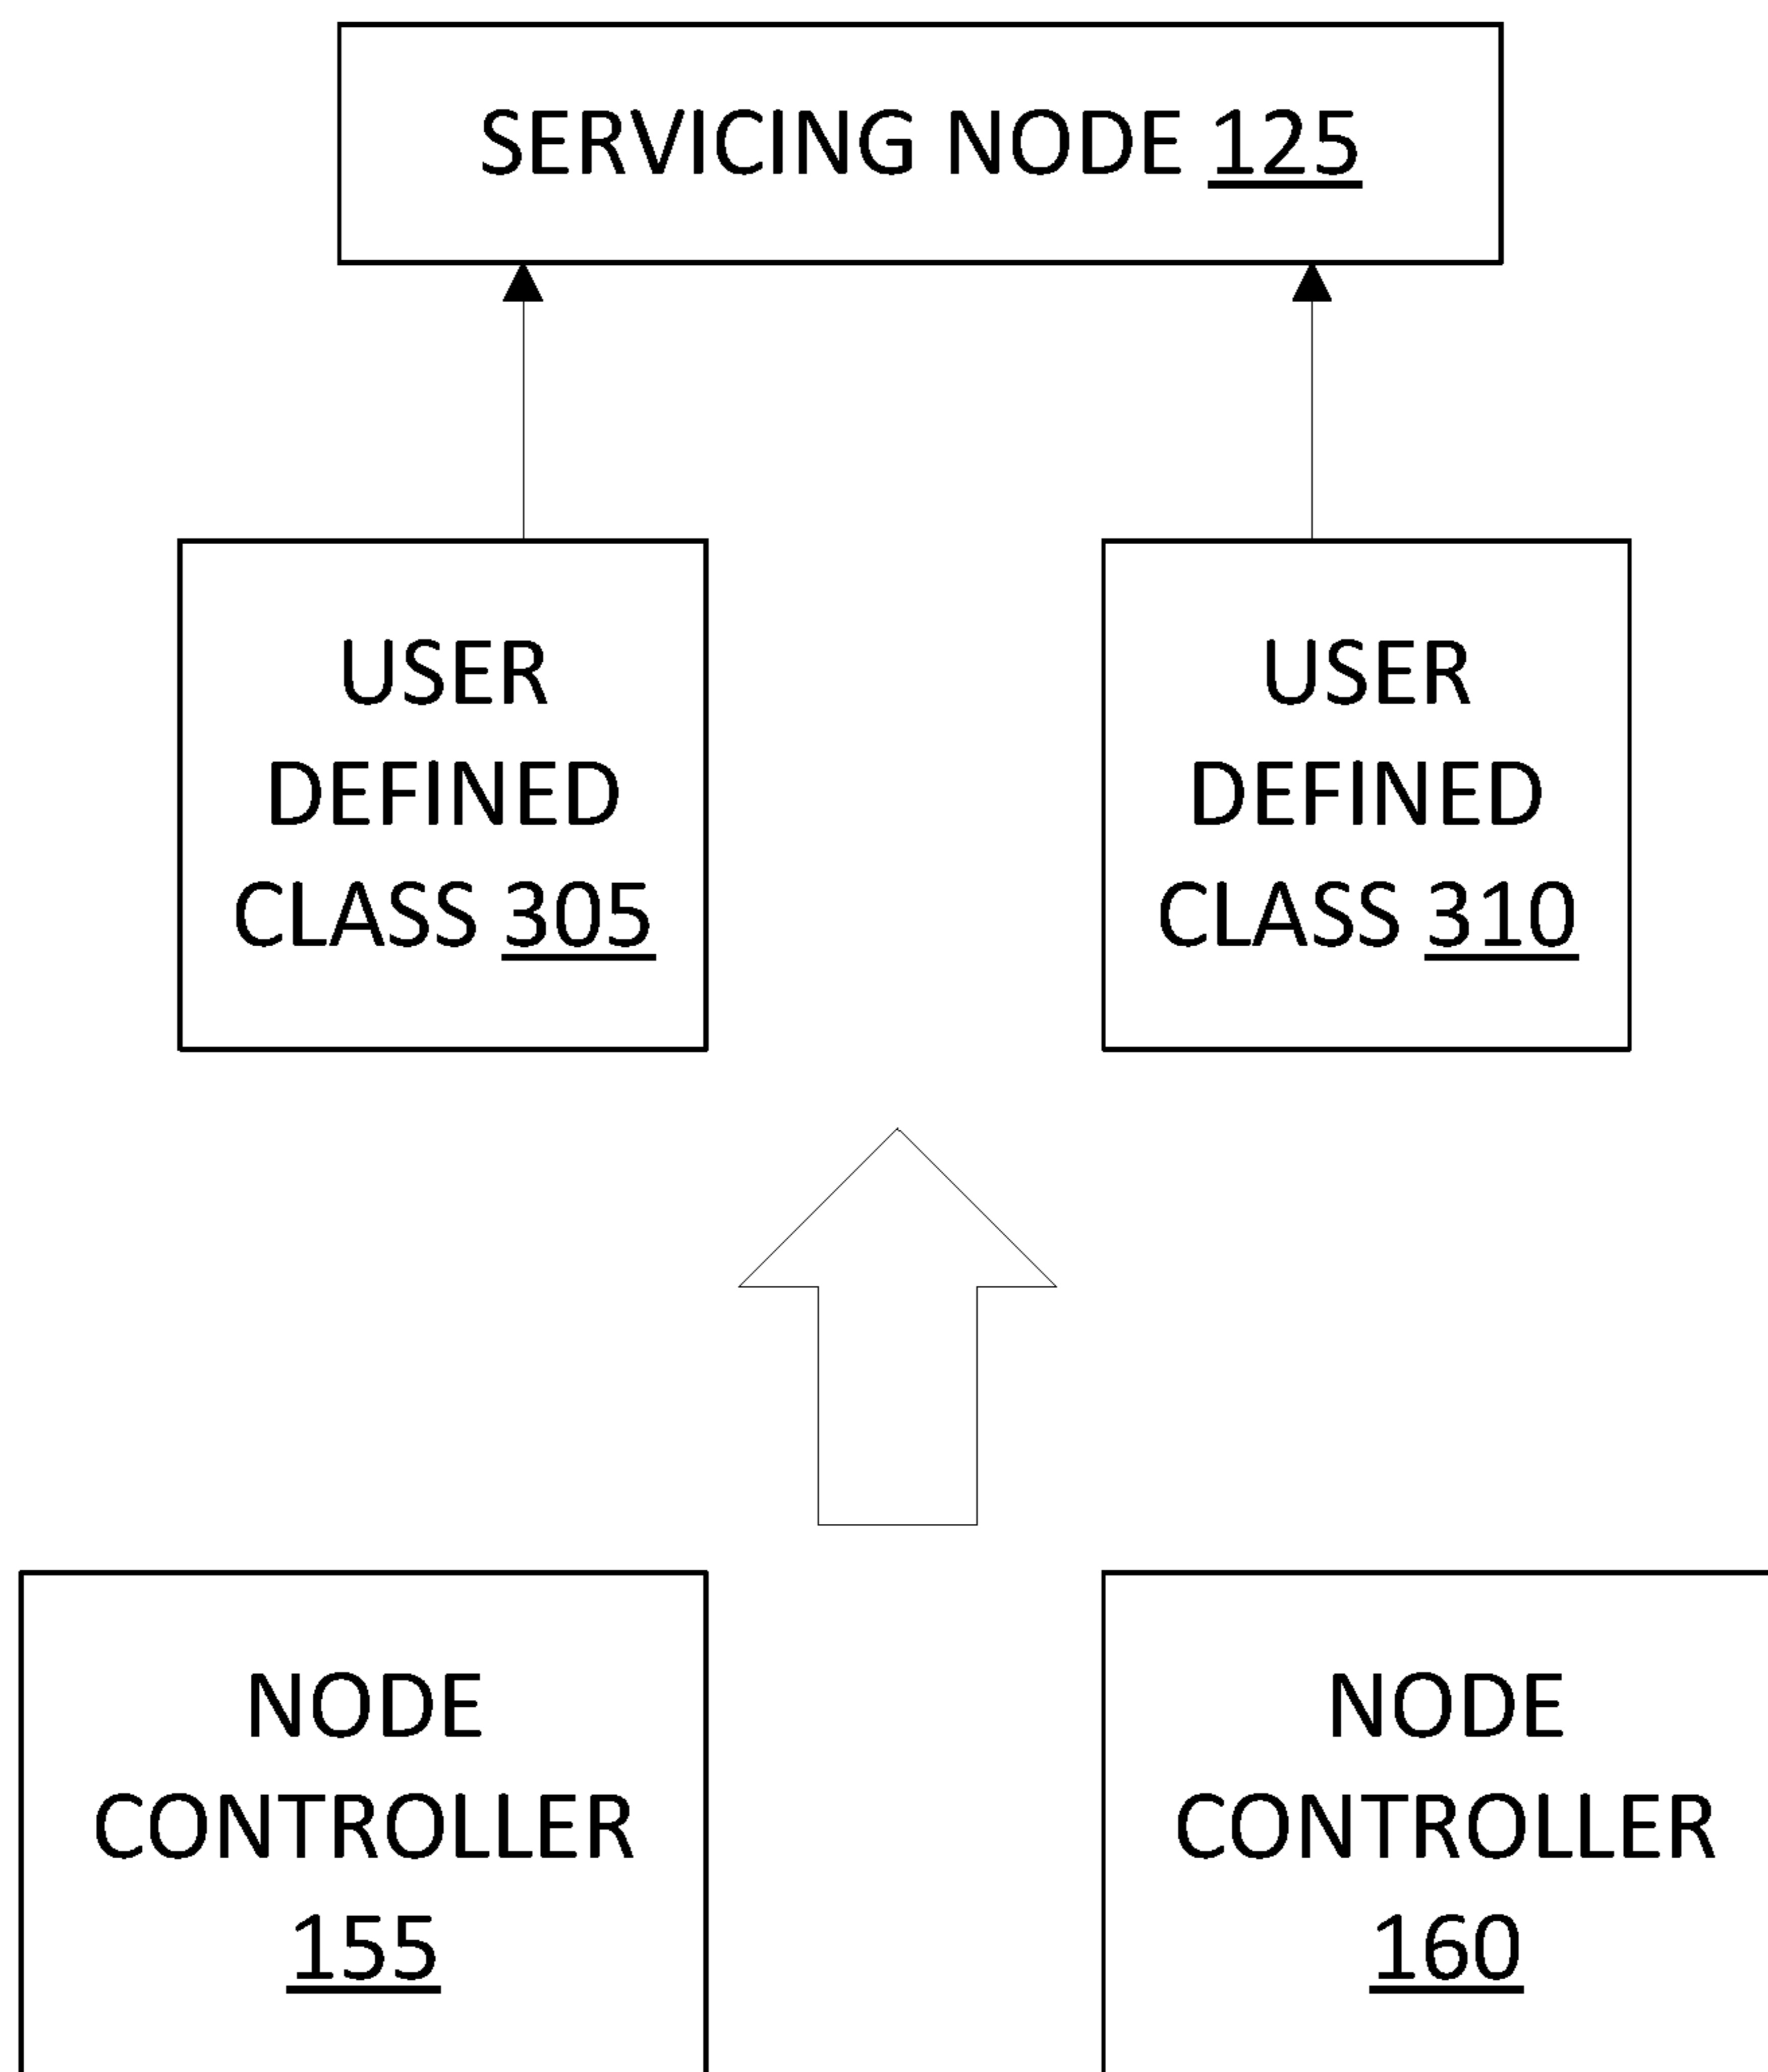 SERVICING NODE 125
USER
DEFINED
CLASS 305
USER
DEFINED
CLASS 310
NODE
CONTROLLER
155
NODE
CONTROLLER
160